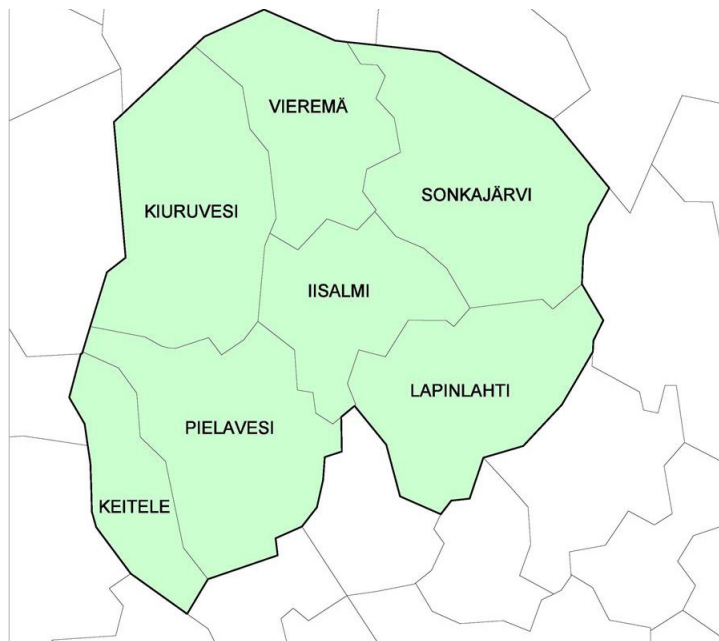 VIEREMÄ
SONKAJÄRVI
KIURUVESI
IISALMI
LAPINLAHTI
PIELAVESI
KEITELE